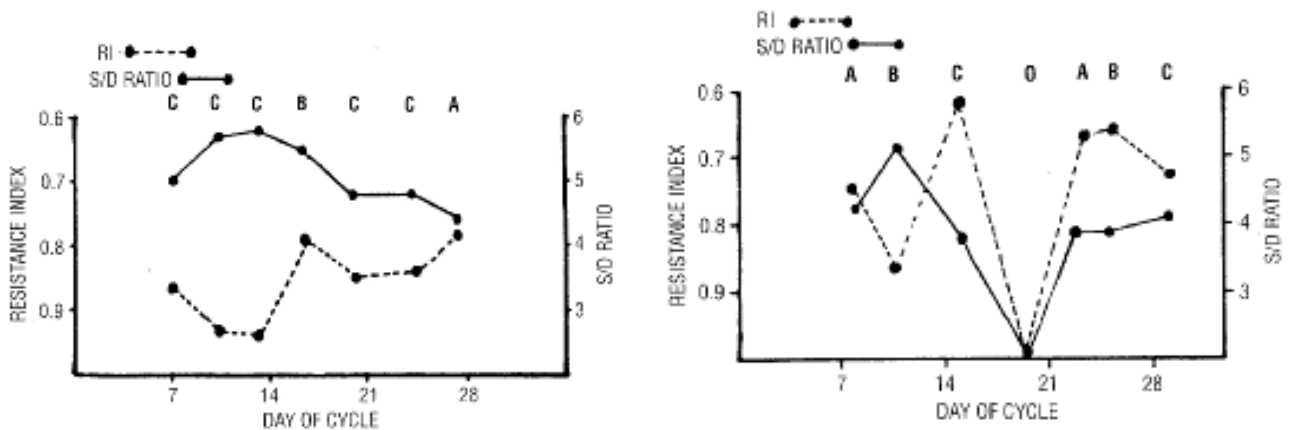 RI
S/D RATIO
C C C B C C A
0.6
0.7
0.8
0.9
RESISTANCE INDEX
6
5
4
3
S/D RATIO
7 14 21 28
DAY OF CYCLE
RI
S/D RATIO
A B C O A B C
0.6
0.7
0.8
0.9
RESISTANCE INDEX
6
5
4
3
S/D RATIO
7 14 21 28
DAY OF CYCLE